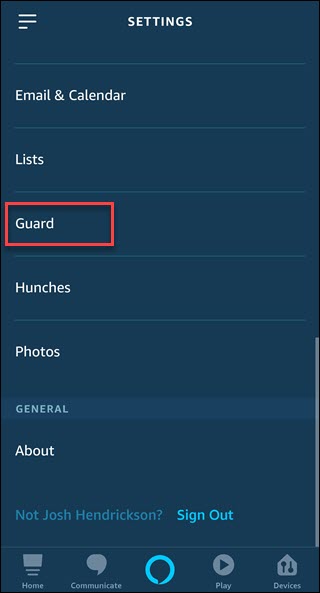 SETTINGS
Email & Calendar
Lists
Guard
Hunches
Photos
GENERAL
About
Not Josh Hendrickson? Sign Out
Home Communicate Play Devices